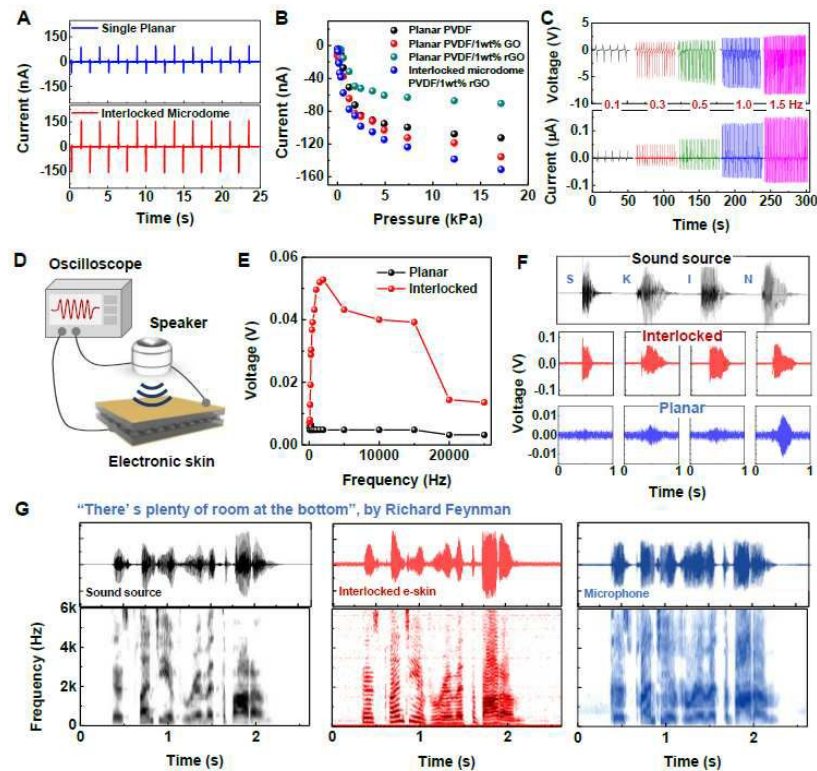 A
Single Planar
150
0
-150
Interlocked Microdome
150
0
-150
Current (nA)
0 5 10 15 20 25
Time (s)
B
Planar PVDF
Planar PVDF/1wt% GO
Planar PVDF/1wt% rGO
Interlocked microdome
PVDF/1wt% rGO
0
-40
-80
-120
-160
Current (nA)
0 5 10 15 20
Pressure (kPa)
C
5
0
-5
-10
Voltage (V)
0.1 0.3 0.5 1.0 1.5 Hz
0.1
0.0
0.1
Current (µA)
0 50 100 150 200 250 300
Time (s)
D
Oscilloscope
Speaker
Electronic skin
E
Planar
Interlocked
0.06
0.04
0.02
0.00
Voltage (V)
0 10000 20000
Frequency (Hz)
F
Sound source
S K I N
Interlocked
0.1
0.0
-0.1
Planar
0.01
0.00
-0.01
Voltage (V)
0 1 0 1 0 1 0 1
Time (s)
G
“There’ s plenty of room at the bottom”, by Richard Feynman
Sound source
Interlocked e-skin
Microphone
6k
4k
2k
0
Frequency (Hz)
0 1 2
1 2
1 2
Time (s)
Time (s)
Time (s)